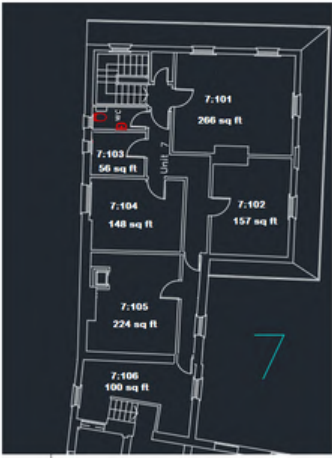 7:101
266 sq ft
WC
7:103
56 sq ft
Unit 7
7:104
148 sq ft
7:102
157 sq ft
7:105
224 sq ft
7
7:106
100 sq ft